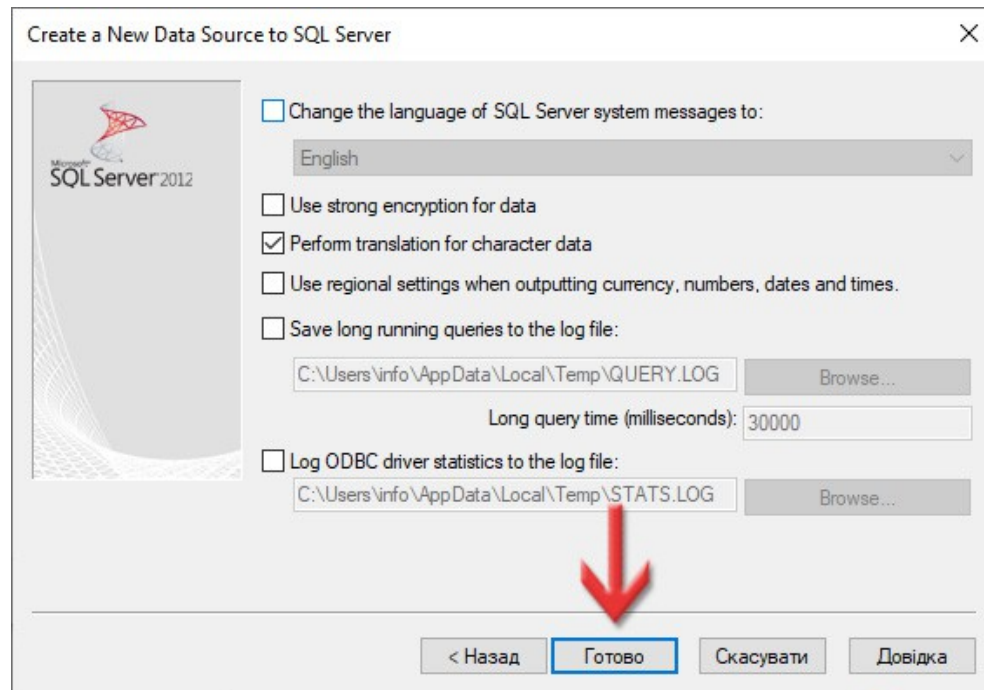 Create a New Data Source to SQL Server
Microsoft
SQL Server 2012
Change the language of SQL Server system messages to:
English
Use strong encryption for data
Perform translation for character data
Use regional settings when outputting currency, numbers, dates and times.
Save long running queries to the log file:
C:\Users\info\AppData\Local\Temp\QUERY.LOG Browse...
Long query time (milliseconds): 30000
Log ODBC driver statistics to the log file:
C:\Users\info\AppData\Local\Temp\STATS.LOG Browse...
< Назад Готово Скасувати Довідка